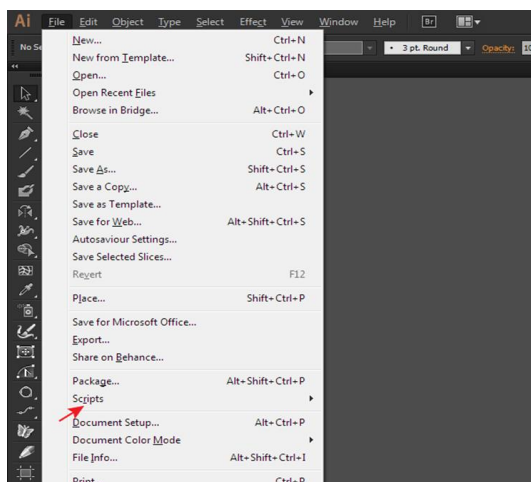 Ai File Edit Object Type Select Effect View Window Help Br
No Se 3 pt. Round Opacity: 10
New... Ctrl+N
New from Template... Shift+Ctrl+N
Open... Ctrl+O
Open Recent Files
Browse in Bridge... Alt+Ctrl+O
Close Ctrl+W
Save Ctrl+S
Save As... Shift+Ctrl+S
Save a Copy... Alt+Ctrl+S
Save as Template...
Save for Web... Alt+Shift+Ctrl+S
Autosaviour Settings...
Save Selected Slices...
Revert F12
Place... Shift+Ctrl+P
Save for Microsoft Office...
Export...
Share on Behance...
Package... Alt+Shift+Ctrl+P
Scripts
Document Setup... Alt+Ctrl+P
Document Color Mode
File Info... Alt+Shift+Ctrl+I
Print... Ctrl+P